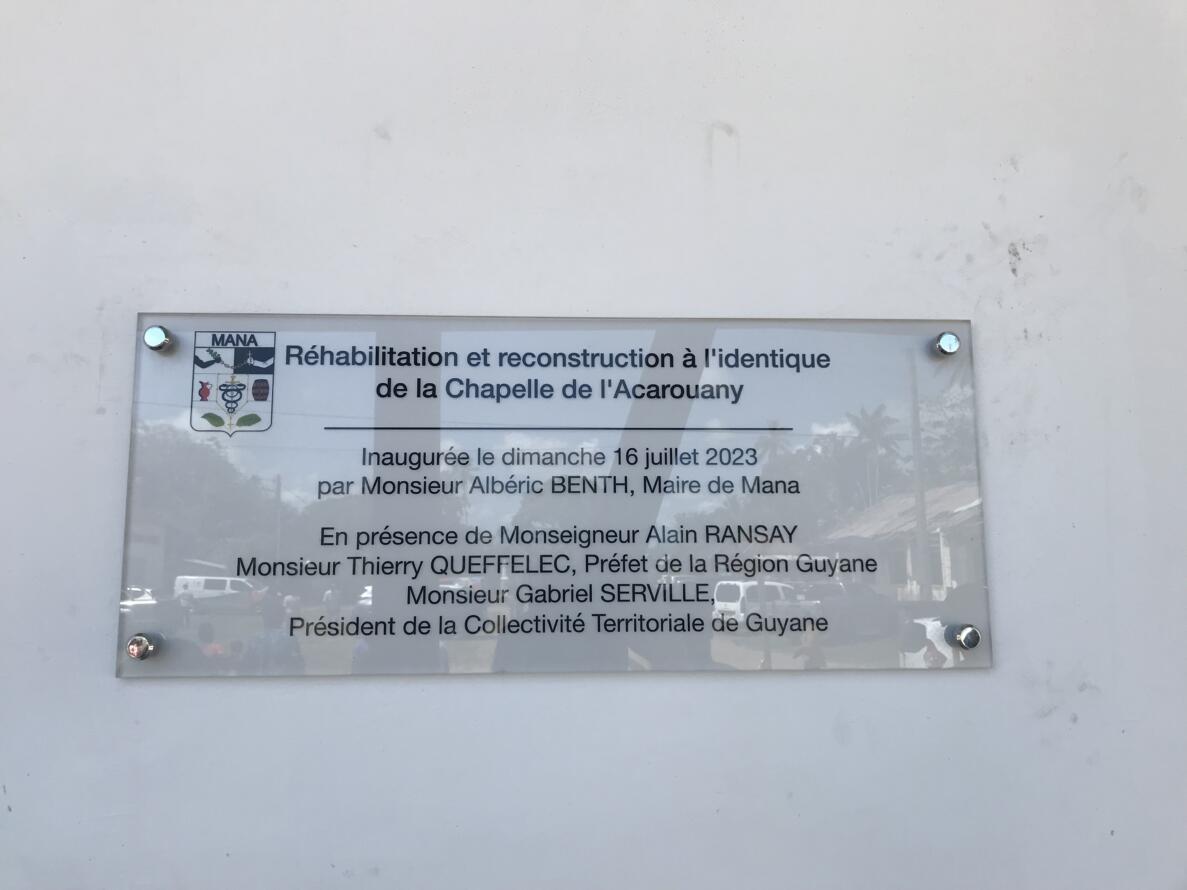 MANA
Réhabilitation et reconstruction à l'identique
de la Chapelle de l'Acarouany
Inaugurée le dimanche 16 juillet 2023
par Monsieur Albéric BENTH, Maire de Mana
En présence de Monseigneur Alain RANSAY
Monsieur Thierry QUEFFELEC, Préfet de la Région Guyane
Monsieur Gabriel SERVILLE,
Président de la Collectivité Territoriale de Guyane